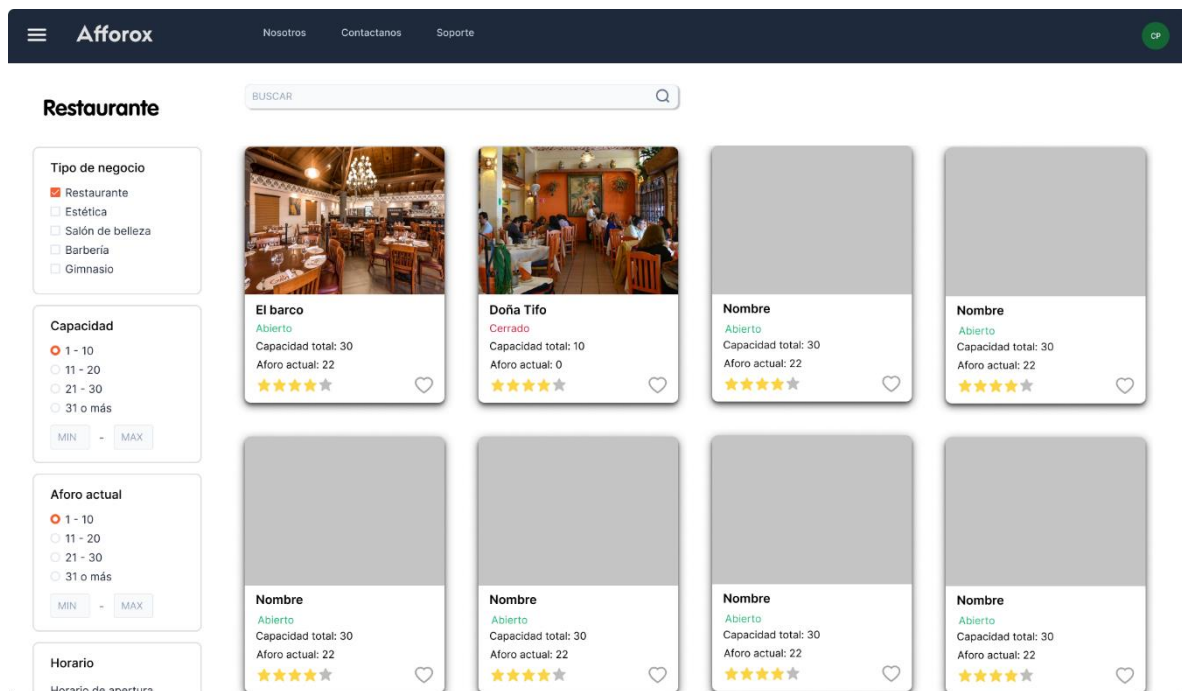 Afforox
Nosotros
Contactanos
Soporte
CP
Restaurante
BUSCAR
Tipo de negocio
Restaurante
Estética
Salón de belleza
Barbería
Gimnasio
Capacidad
1 - 10
11 - 20
21 - 30
31 o más
MIN - MAX
Aforo actual
1 - 10
11 - 20
21 - 30
31 o más
MIN - MAX
Horario
Horario de apertura
El barco
Abierto
Capacidad total: 30
Aforo actual: 22
Doña Tifo
Cerrado
Capacidad total: 10
Aforo actual: 0
Nombre
Abierto
Capacidad total: 30
Aforo actual: 22
Nombre
Abierto
Capacidad total: 30
Aforo actual: 22
Nombre
Abierto
Capacidad total: 30
Aforo actual: 22
Nombre
Abierto
Capacidad total: 30
Aforo actual: 22
Nombre
Abierto
Capacidad total: 30
Aforo actual: 22
Nombre
Abierto
Capacidad total: 30
Aforo actual: 22